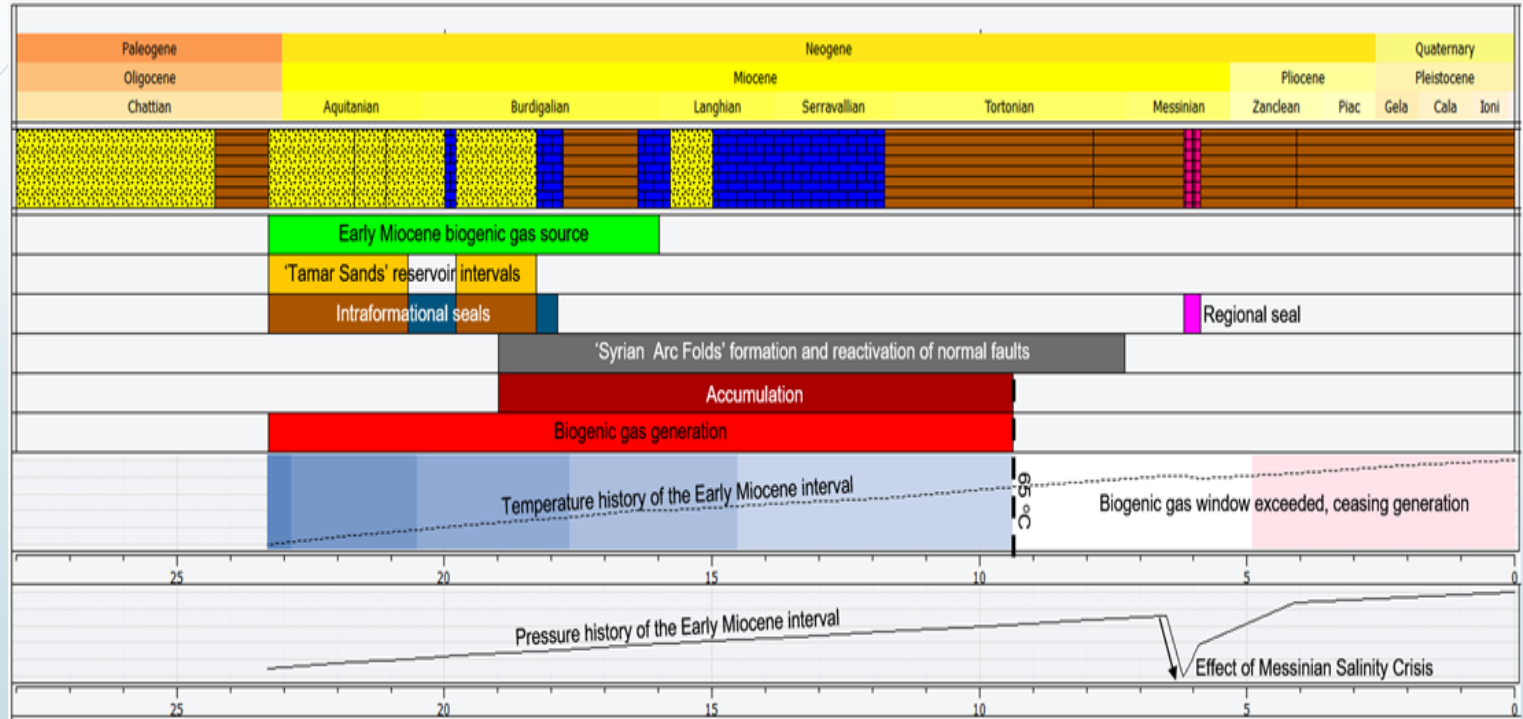 Paleogene Neogene Quaternary
Oligocene Miocene Pliocene Pleistocene
Chattian Aquitanian Burdigalian Langhian Serravallian Tortonian Messinian Zanclean Piac Gela Cala Ioni
Early Miocene biogenic gas source
‘Tamar Sands’ reservoir intervals
Intraformational seals Regional seal
‘Syrian Arc Folds’ formation and reactivation of normal faults
Accumulation
Biogenic gas generation
Temperature history of the Early Miocene interval
65 °C
Biogenic gas window exceeded, ceasing generation
25 20 15 10 5 0
Pressure history of the Early Miocene interval
Effect of Messinian Salinity Crisis
25 20 15 10 5 0